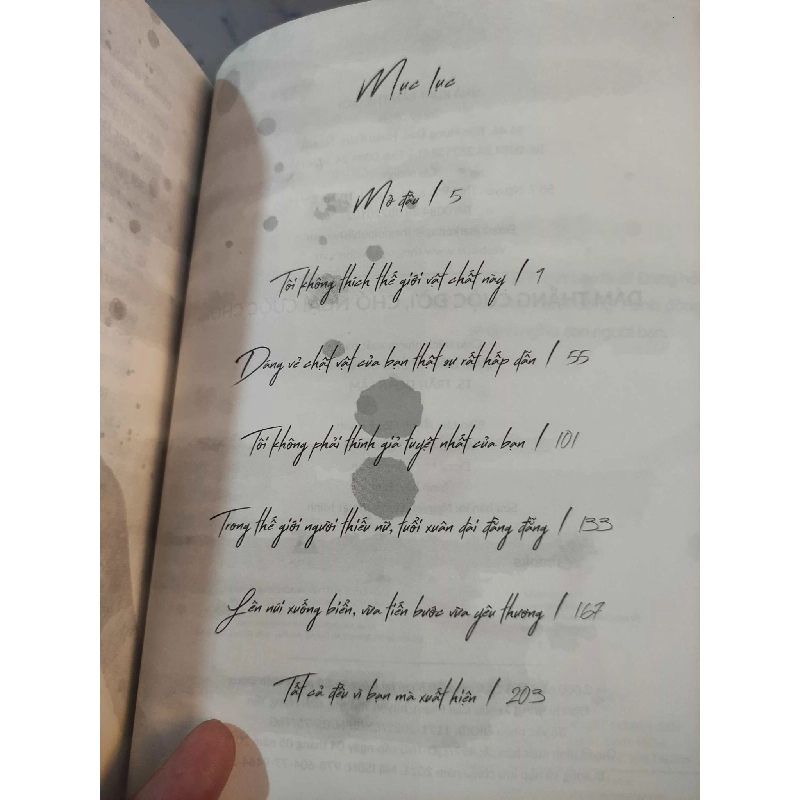 Mục lục
Mở đầu / 5
Tôi không thích thế giới vật chất này / 9
Dáng vẻ chật vật của bạn thật sự rất hấp dẫn / 55
Tôi không phải thính giả tuyệt nhất của bạn / 101
Trong thế giới người thiếu nữ, tuổi xuân dài đằng đẵng / 133
Lên núi xuống biển, vừa tiến bước vừa yêu thương / 167
Tất cả đều vì bạn mà xuất hiện / 203